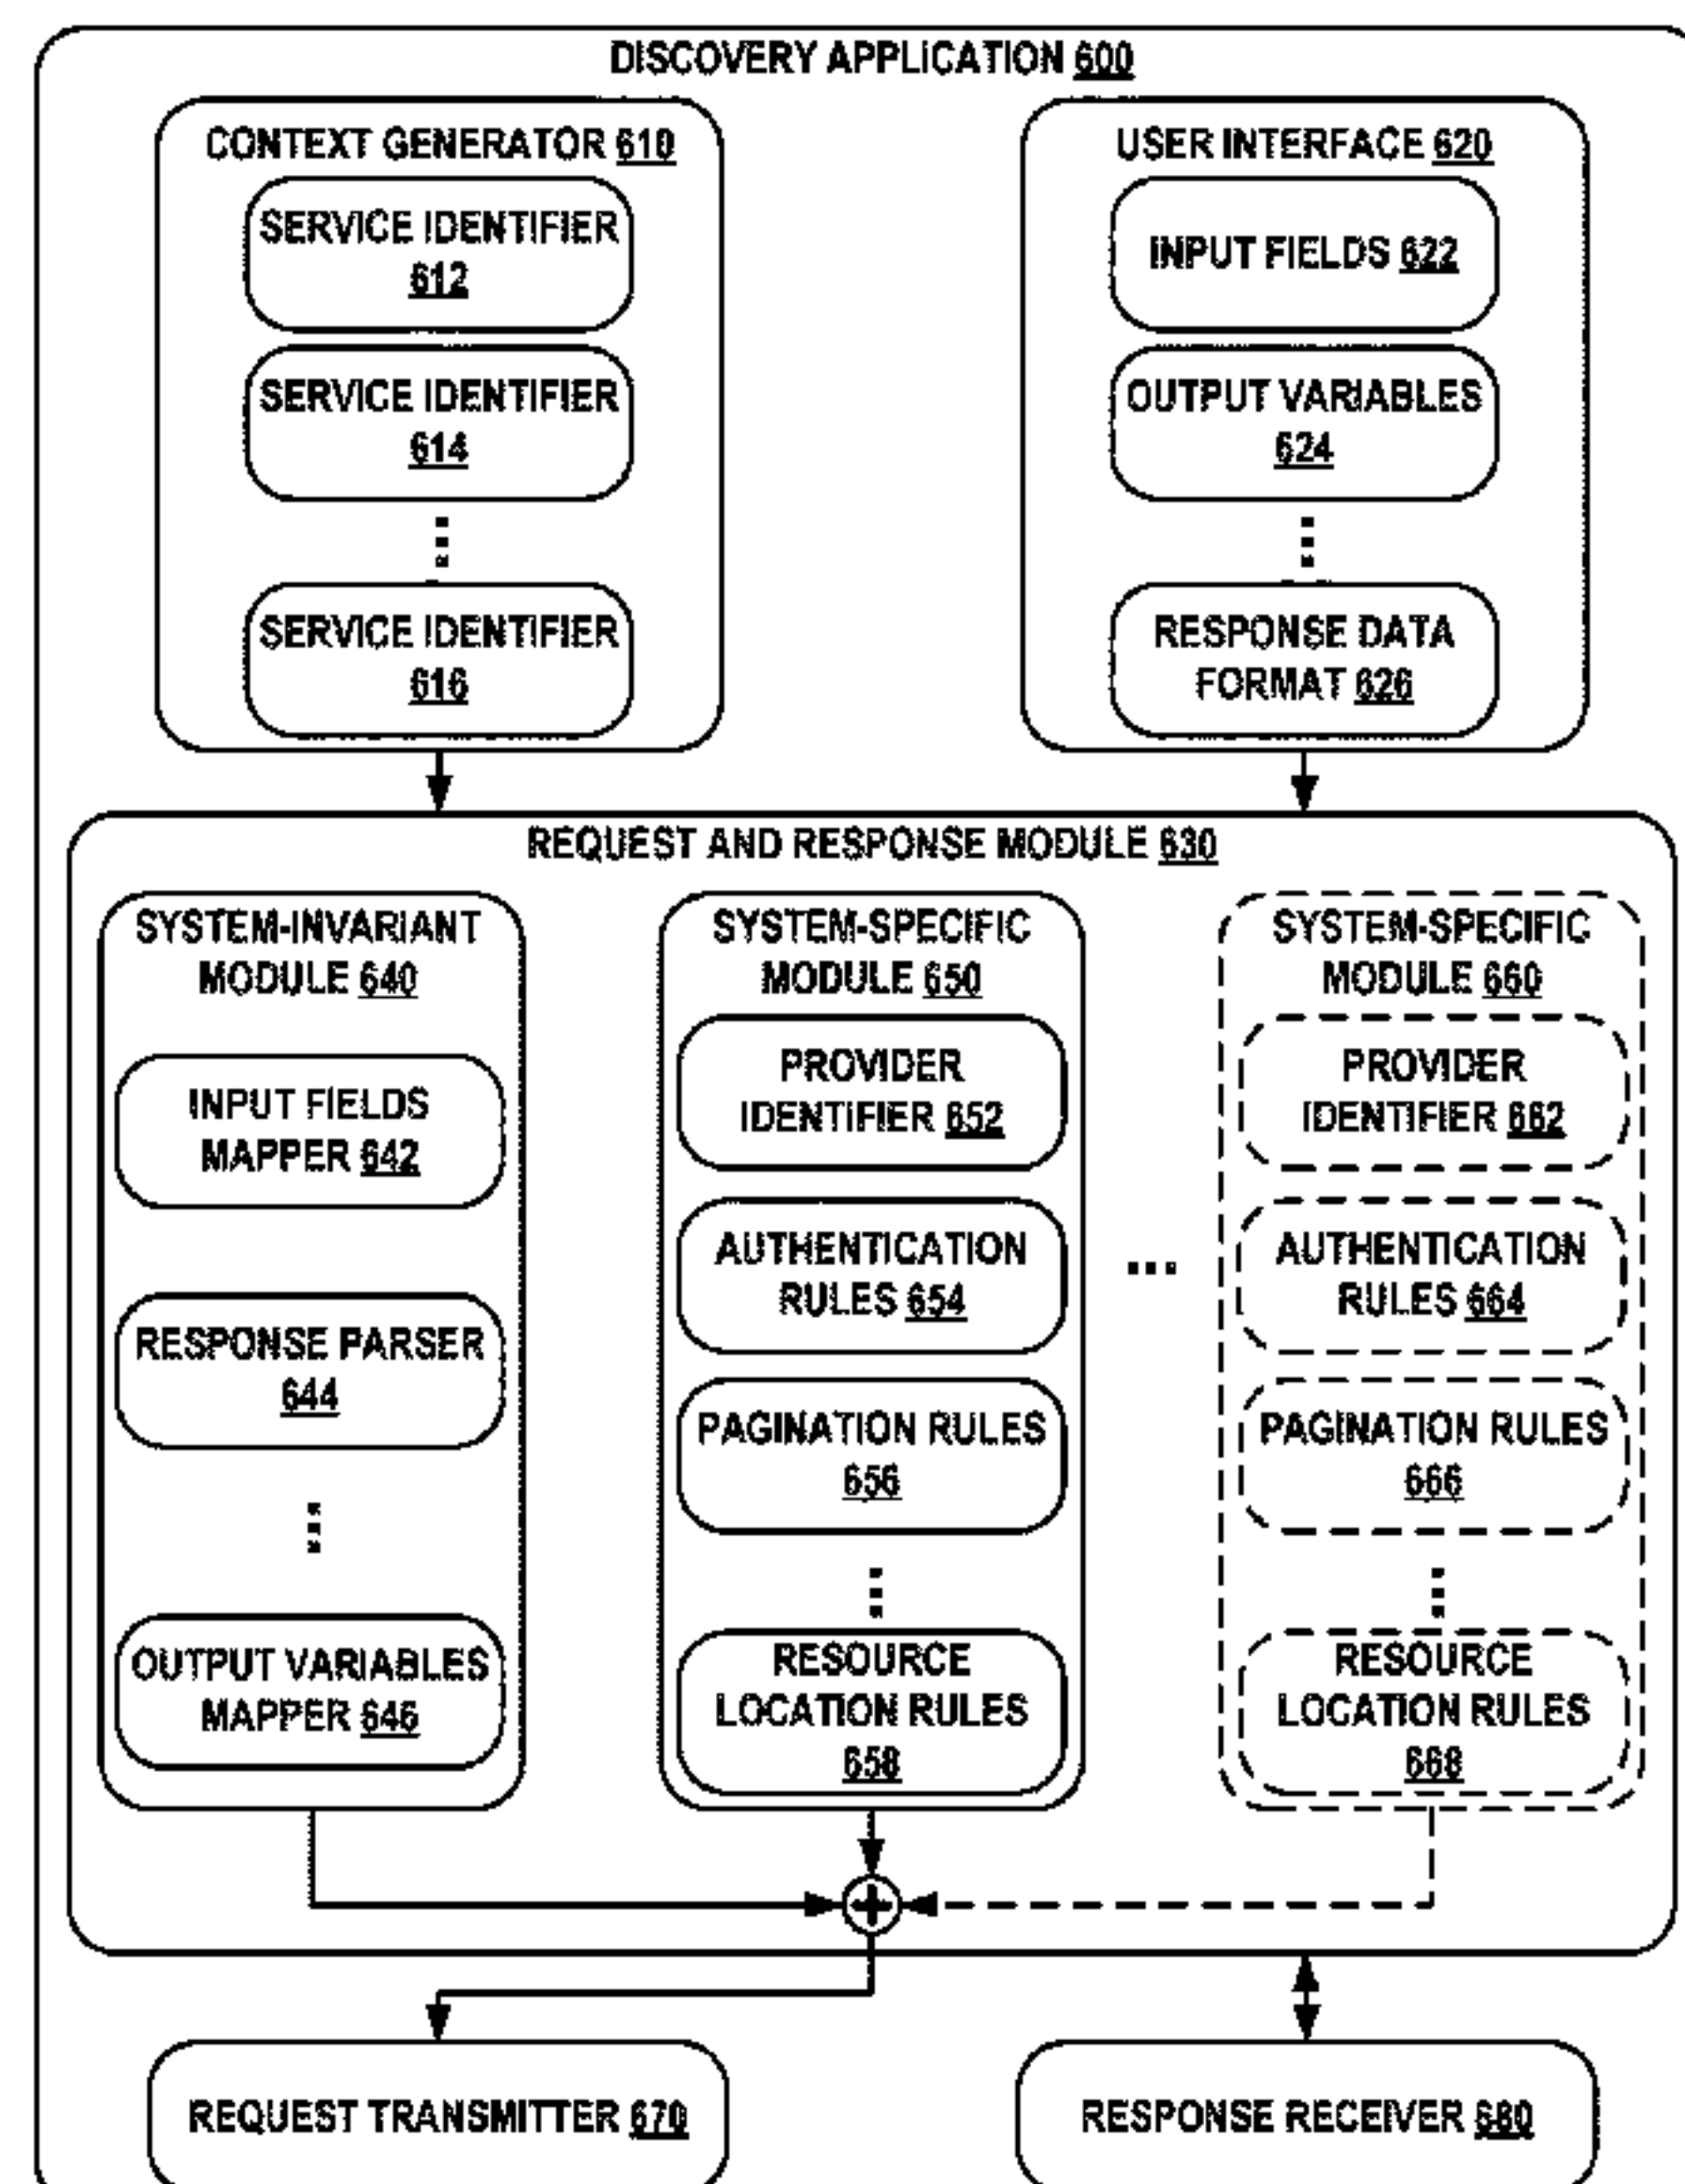 DISCOVERY APPLICATION 600
CONTEXT GENERATOR 610
SERVICE IDENTIFIER
612
SERVICE IDENTIFIER
614
SERVICE IDENTIFIER
616
USER INTERFACE 620
INPUT FIELDS 622
OUTPUT VARIABLES
624
RESPONSE DATA
FORMAT 626
REQUEST AND RESPONSE MODULE 630
SYSTEM-INVARIANT
MODULE 640
INPUT FIELDS
MAPPER 642
RESPONSE PARSER
644
OUTPUT VARIABLES
MAPPER 646
SYSTEM-SPECIFIC
MODULE 650
PROVIDER
IDENTIFIER 652
AUTHENTICATION
RULES 654
PAGINATION RULES
656
RESOURCE
LOCATION RULES
658
...
SYSTEM-SPECIFIC
MODULE 660
PROVIDER
IDENTIFIER 662
AUTHENTICATION
RULES 664
PAGINATION RULES
666
RESOURCE
LOCATION RULES
668
REQUEST TRANSMITTER 670
RESPONSE RECEIVER 680